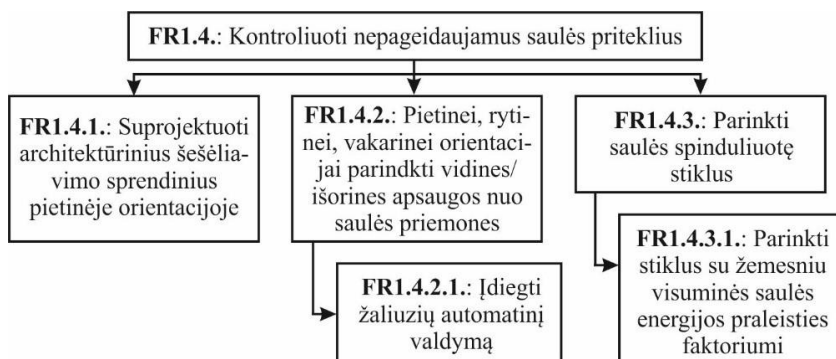 FR1.4.: Kontroliuoti nepageidaujamus saulės priteklius
FR1.4.1.: Suprojektuoti
architektūrinius šešėlia-
vimo sprendinius
pietinėje orientacijoje
FR1.4.2.: Pietinei, ryti-
nei, vakarinei orientaci-
jai parindkti vidines/
išorines apsaugos nuo
saulės priemones
FR1.4.2.1.: Įdiegti
žaliuzių automatinį
valdymą
FR1.4.3.: Parinkti
saulės spinduliuotę
stiklus
FR1.4.3.1.: Parinkti
stiklus su žemesniu
visuminės saulės
energijos praleisties
faktoriumi